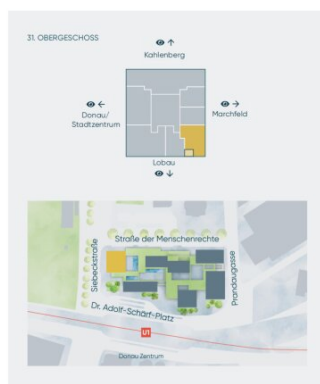 31. OBERGESCHOSS
Kahlenberg
Donau/
Stadtzentrum
Marchfeld
Lobau
Straße der Menschenrechte
Siebeckstraße
Prandaugasse
Dr. Adolf-Schärf-Platz
U1
Donau Zentrum